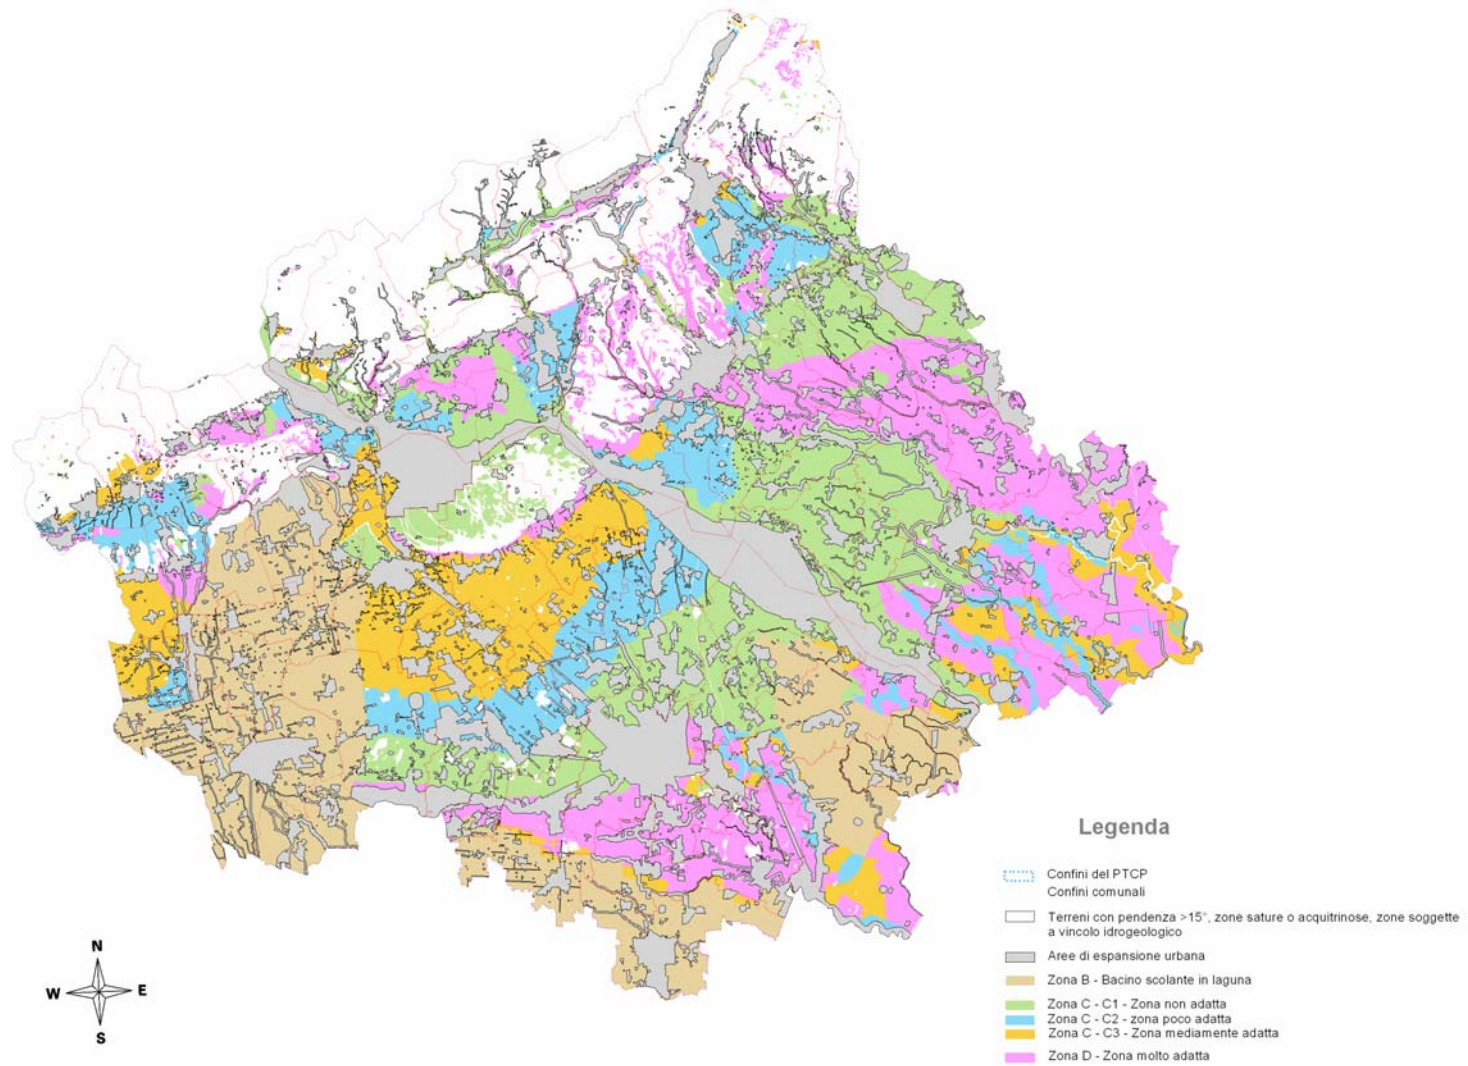 Legenda
Confini del PTCP
Confini comunali
Terreni con pendenza >15°, zone sature o acquitrinose, zone soggette
a vincolo idrogeologico
Aree di espansione urbana
Zona B - Bacino scolante in laguna
Zona C - C1 - Zona non adatta
Zona C - C2 - zona poco adatta
Zona C - C3 - Zona mediamente adatta
Zona D - Zona molto adatta
N
W E
S